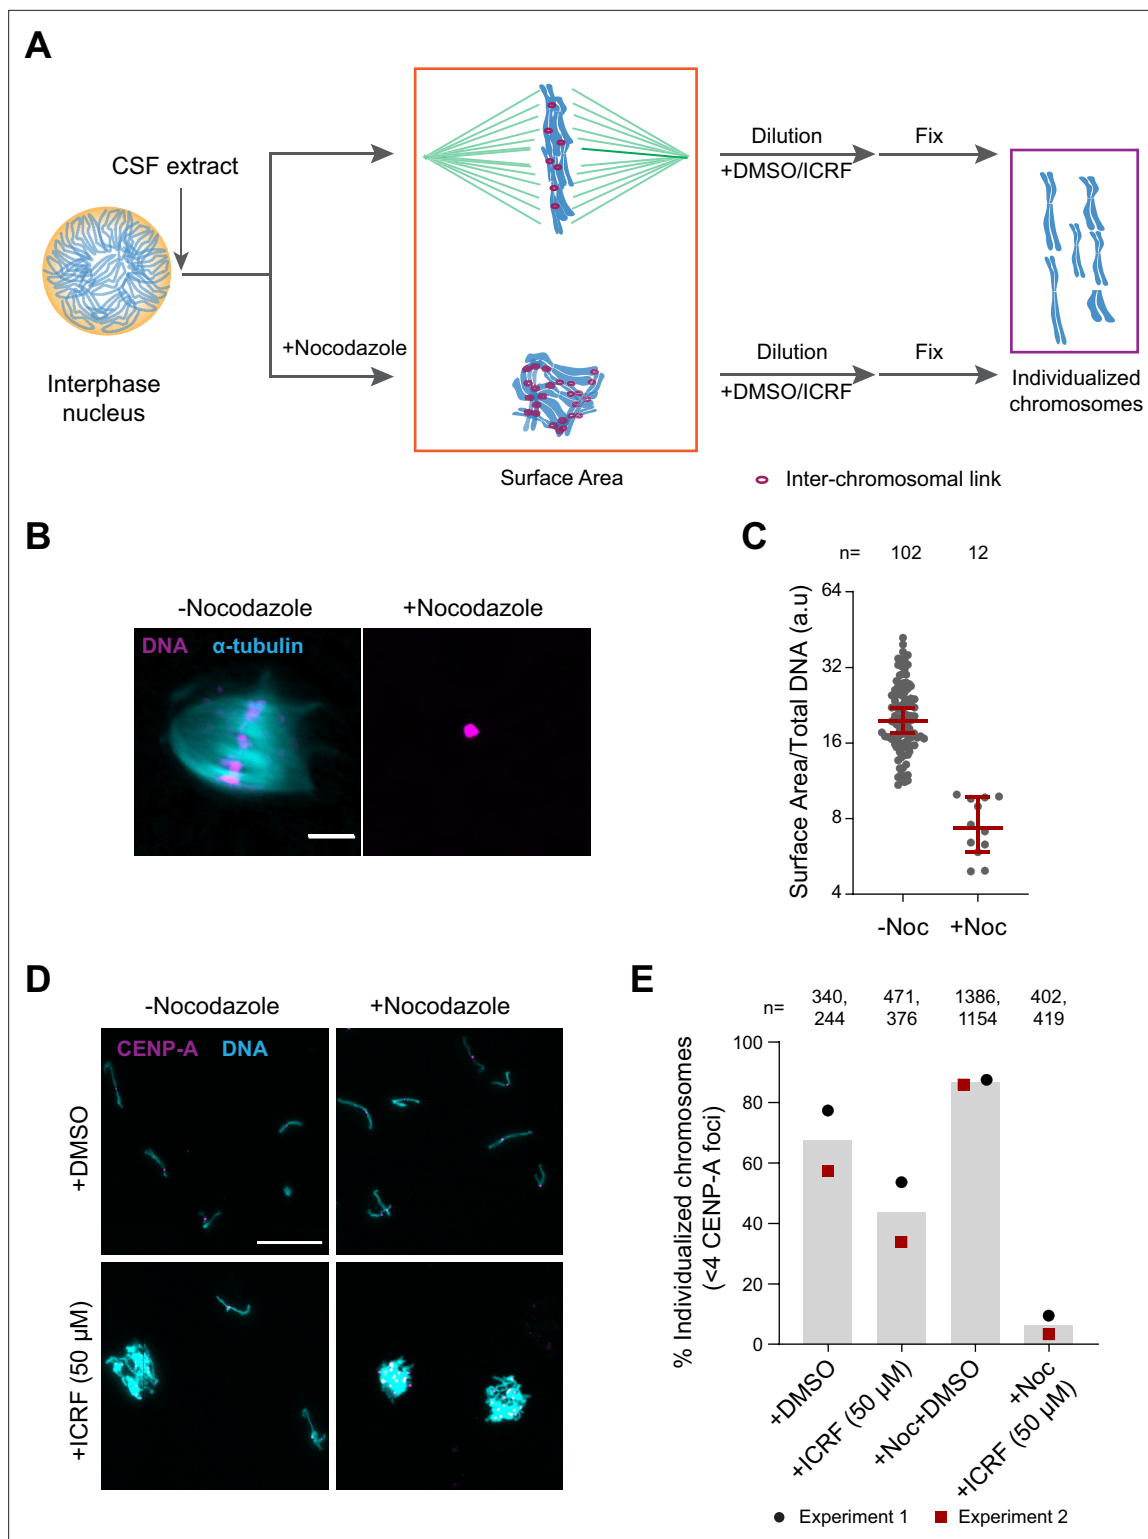 A
CSF extract
Interphase
nucleus
+Nocodazole
Surface Area
Dilution
+DMSO/ICRF
Fix
Dilution
+DMSO/ICRF
Fix
Individualized
chromosomes
Inter-chromosomal link
B
-Nocodazole
+Nocodazole
DNA
α-tubulin
C
n=
102
12
Surface Area/Total DNA (a.u)
64
32
16
8
4
-Noc
+Noc
D
-Nocodazole
+Nocodazole
CENP-A
DNA
+DMSO
+ICRF (50 µM)
E
n=
340,
244
471,
376
1386,
1154
402,
419
% Individualized chromosomes
(<4 CENP-A foci)
100
80
60
40
20
0
+DMSO
+ICRF (50 µM)
+Noc+DMSO
+Noc
+ICRF (50 µM)
Experiment 1
Experiment 2